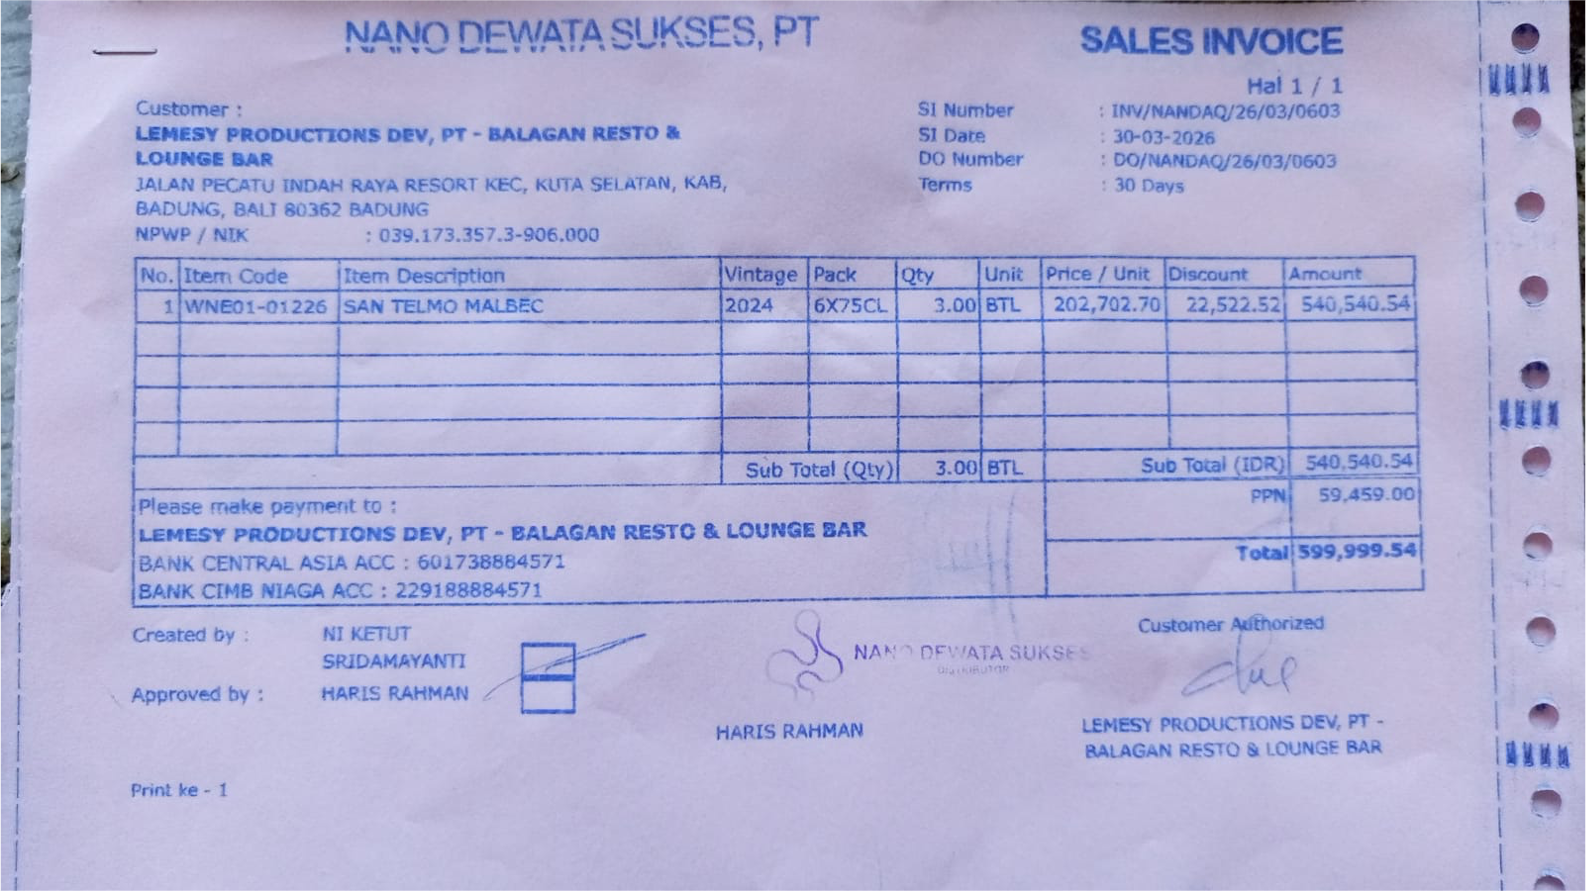 NANO DEWATA SUKSES, PT
SALES INVOICE
Hal 1 / 1
Customer :
LEMESY PRODUCTIONS DEV, PT - BALAGAN RESTO &
LOUNGE BAR
JALAN PECATU INDAH RAYA RESORT KEC, KUTA SELATAN, KAB,
BADUNG, BALI 80362 BADUNG
NPWP / NIK : 039.173.357.3-906.000
SI Number : INV/NANDAQ/26/03/0603
SI Date : 30-03-2026
DO Number : DO/NANDAQ/26/03/0603
Terms : 30 Days
No. Item Code Item Description Vintage Pack Qty Unit Price / Unit Discount Amount
1 WNE01-01226 SAN TELMO MALBEC 2024 6X75CL 3.00 BTL 202,702.70 22,522.52 540,540.54
Sub Total (Qty) 3.00 BTL Sub Total (IDR) 540,540.54
PPN 59,459.00
Total 599,999.54
Please make payment to :
LEMESY PRODUCTIONS DEV, PT - BALAGAN RESTO & LOUNGE BAR
BANK CENTRAL ASIA ACC : 601738884571
BANK CIMB NIAGA ACC : 229188884571
Created by : NI KETUT
SRIDAMAYANTI
Approved by : HARIS RAHMAN
NANO DEWATA SUKSES
DISTRIBUTOR
HARIS RAHMAN
Customer Authorized
LEMESY PRODUCTIONS DEV, PT -
BALAGAN RESTO & LOUNGE BAR
Print ke - 1